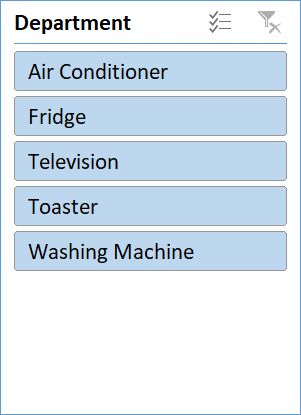 Department
Air Conditioner
Fridge
Television
Toaster
Washing Machine